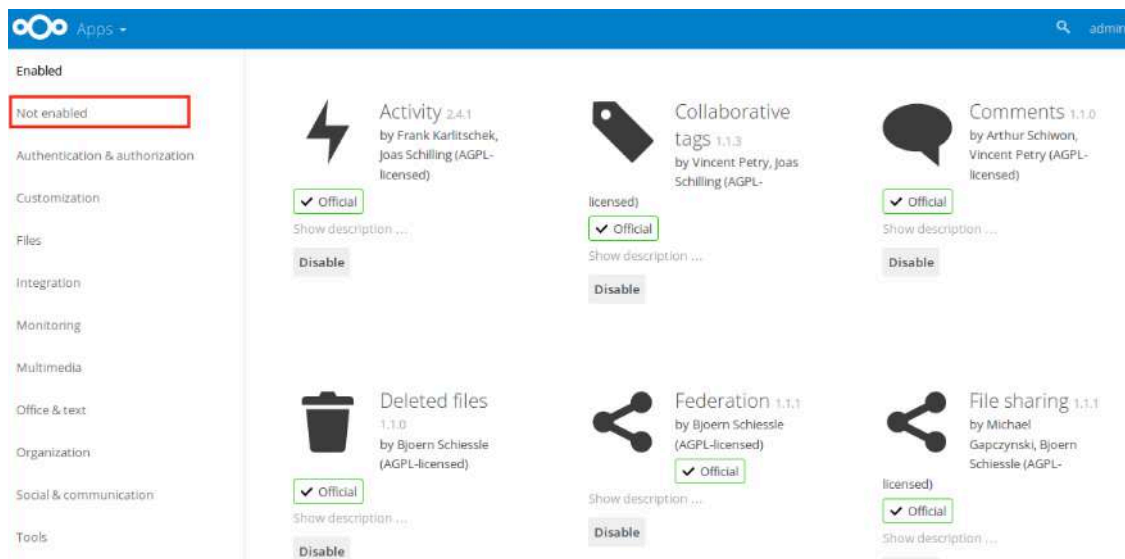 Apps
admin
Enabled
Not enabled
Authentication & authorization
Customization
Files
Integration
Monitoring
Multimedia
Office & text
Organization
Social & communication
Tools
Activity 2.4.1
by Frank Karlitschek,
Joas Schilling (AGPL-
licensed)
Official
Show description ...
Disable
Collaborative
tags 1.1.3
by Vincent Petry, Joas
Schilling (AGPL-
licensed)
Official
Show description ...
Disable
Comments 1.1.0
by Arthur Schiwon,
Vincent Petry (AGPL-
licensed)
Official
Show description ...
Disable
Deleted files
1.1.0
by Bjoern Schiessle
(AGPL-licensed)
Official
Show description ...
Disable
Federation 1.1.1
by Bjoern Schiessle
(AGPL-licensed)
Official
Show description ...
Disable
File sharing 1.1.1
by Michael
Gapczynski, Bjoern
Schiessle (AGPL-
licensed)
Official
Show description ...